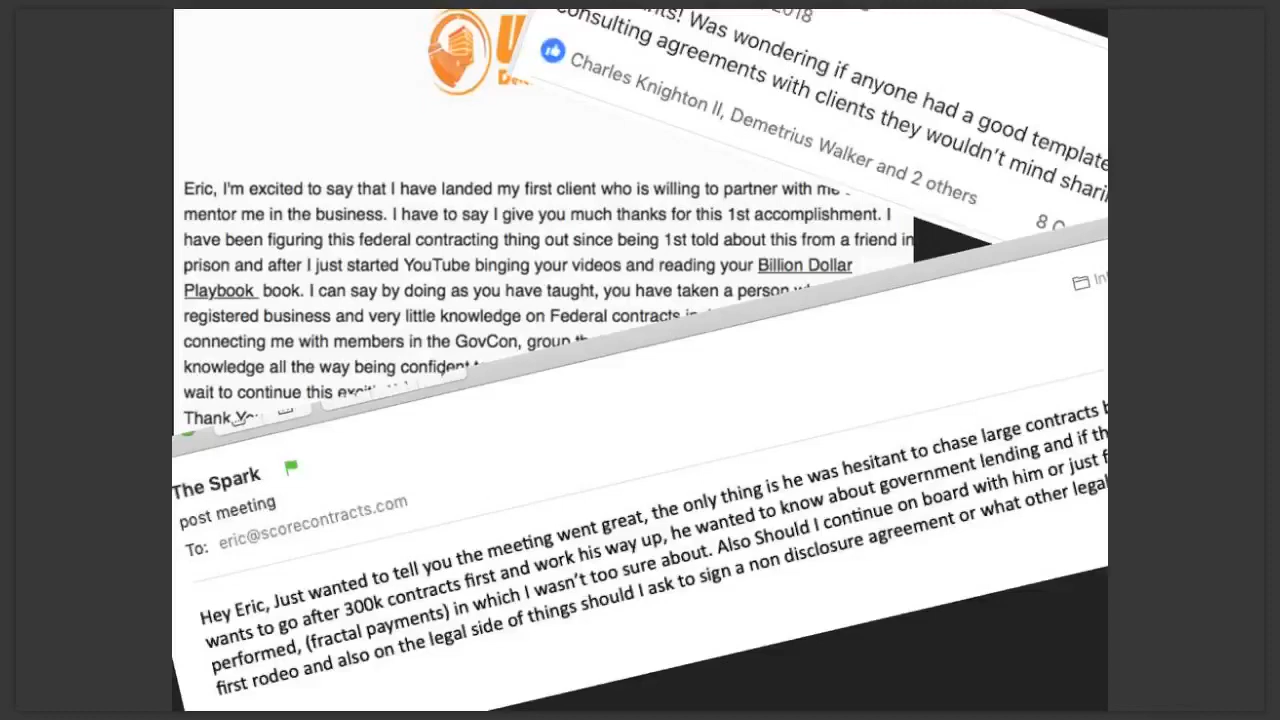 2018
Was wondering if anyone had a good template
consulting agreements with clients they wouldn't mind
Charles Knighton II, Demetrius Walker and 2 others
8
Eric, I'm excited to say that I have landed my first client who is willing to partner with
mentor me in the business. I have to say I give you much thanks for this 1st accomplishment. I
have been figuring this federal contracting thing out since being 1st told about this from a friend in
prison and after I just started YouTube binging your videos and reading your Billion Dollar
Playbook book. I can say by doing as you have taught, you have taken a person
registered business and very little knowledge on Federal contracts
connecting me with members in the GovCon, group
knowledge all the way being confident
wait to continue this
Thank
The Spark
post meeting
To: eric@scorecontracts.com
Hey Eric, Just wanted to tell you the meeting went great, the only thing is he was hesitant to chase large contracts
wants to go after 300k contracts first and work his way up, he wanted to know about government lending and if
performed, (fractal payments) in which I wasn't too sure about. Also Should I continue on board with him or just
first rodeo and also on the legal side of things should I ask to sign a non disclosure agreement or what other legal